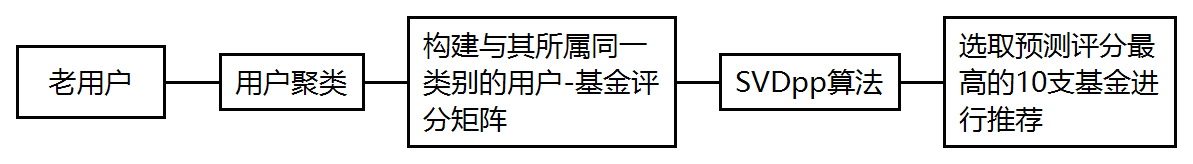 老用户
用户聚类
构建与其所属同一
类别的用户-基金评
分矩阵
SVDpp算法
选取预测评分最
高的10支基金进
行推荐